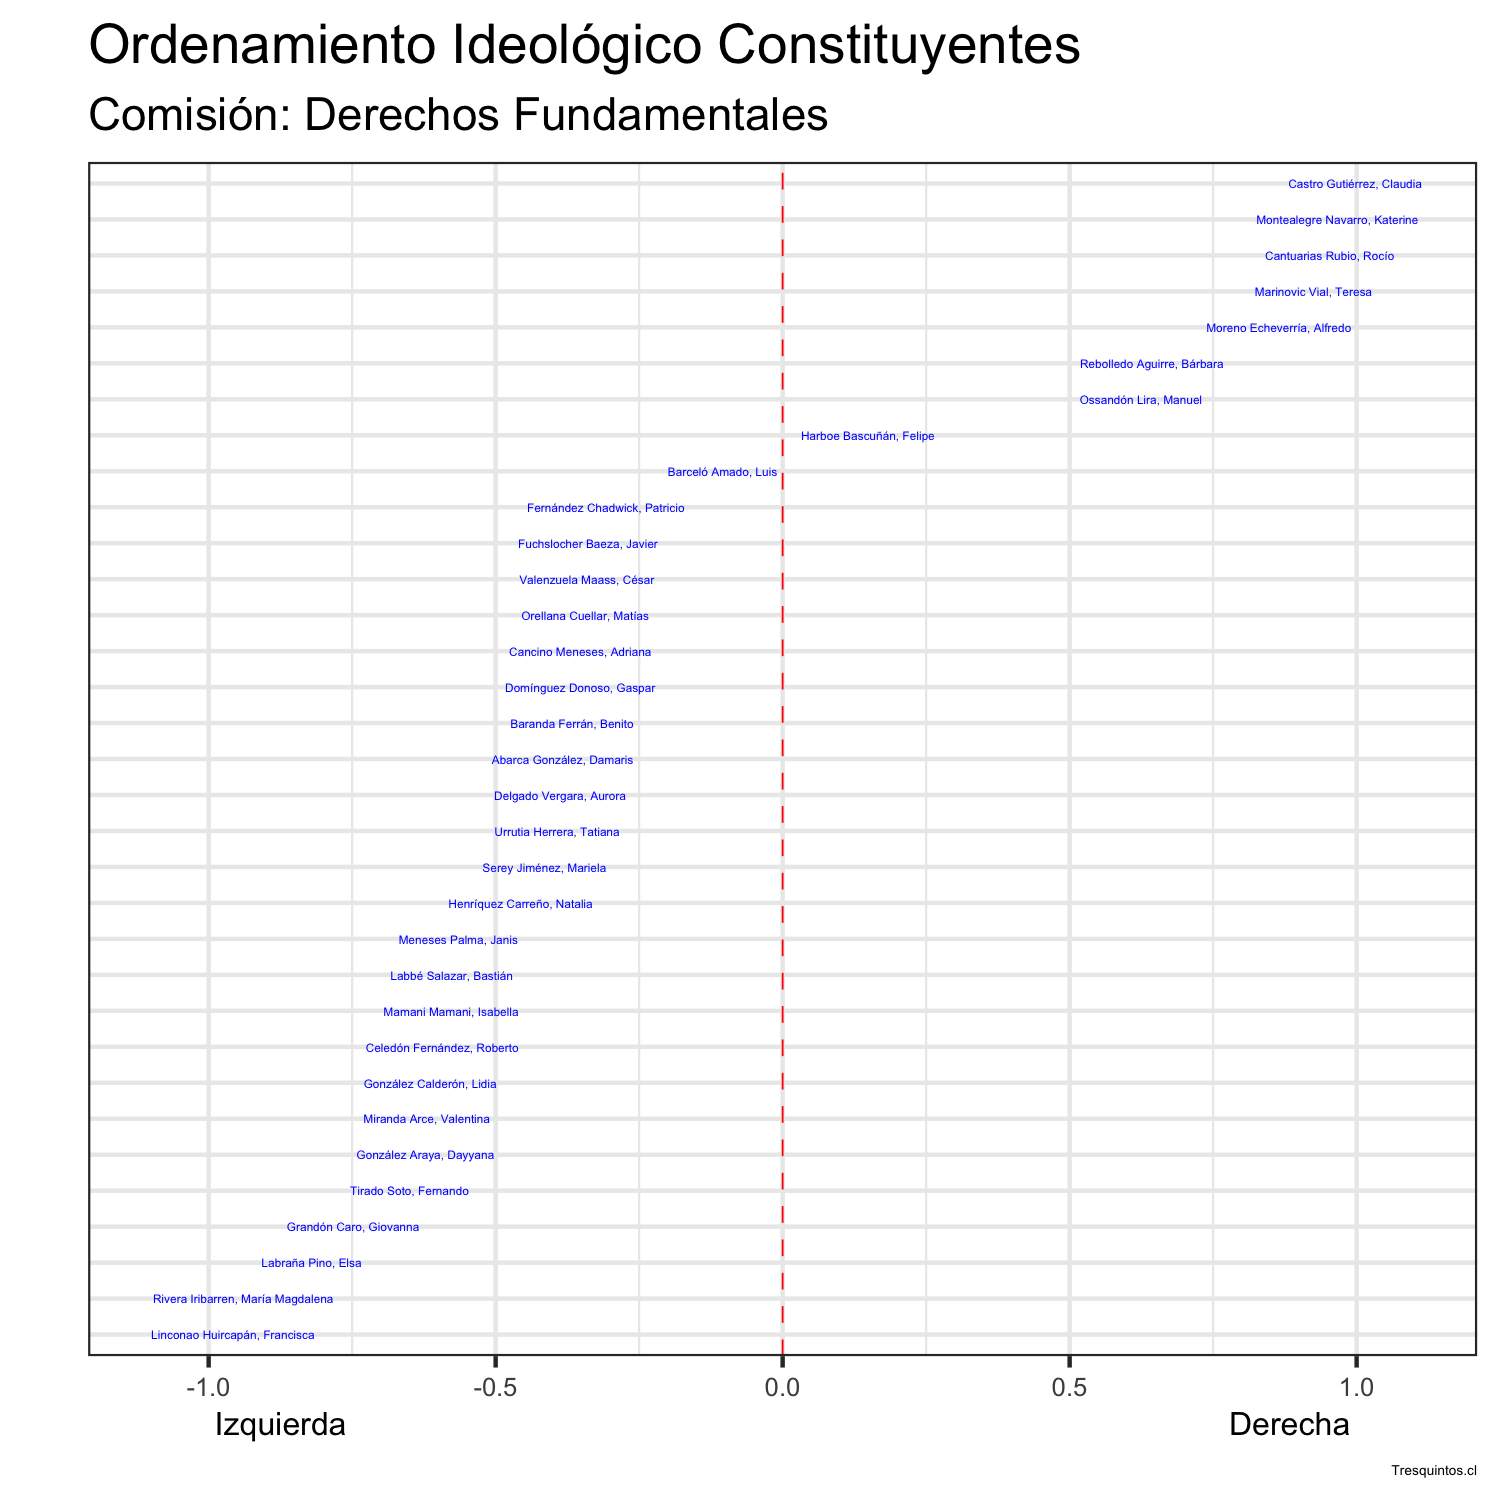 Ordenamiento Ideológico Constituyentes
Comisión: Derechos Fundamentales
Castro Gutiérrez, Claudia
Montealegre Navarro, Katerine
Cantuarias Rubio, Rocío
Marinovic Vial, Teresa
Moreno Echeverría, Alfredo
Rebolledo Aguirre, Bárbara
Ossandón Lira, Manuel
Harboe Bascuñán, Felipe
Barceló Amado, Luis
Fernández Chadwick, Patricio
Fuchslocher Baeza, Javier
Valenzuela Maass, César
Orellana Cuellar, Matías
Cancino Meneses, Adriana
Domínguez Donoso, Gaspar
Baranda Ferrán, Benito
Abarca González, Damaris
Delgado Vergara, Aurora
Urrutia Herrera, Tatiana
Serey Jiménez, Mariela
Henríquez Carreño, Natalia
Meneses Palma, Janis
Labbé Salazar, Bastián
Mamani Mamani, Isabella
Celedón Fernández, Roberto
González Calderón, Lidia
Miranda Arce, Valentina
González Araya, Dayyana
Tirado Soto, Fernando
Grandón Caro, Giovanna
Labraña Pino, Elsa
Rivera Iribarren, María Magdalena
Linconao Huircapán, Francisca
-1.0 -0.5 0.0 0.5 1.0
Izquierda Derecha
Tresquintos.cl